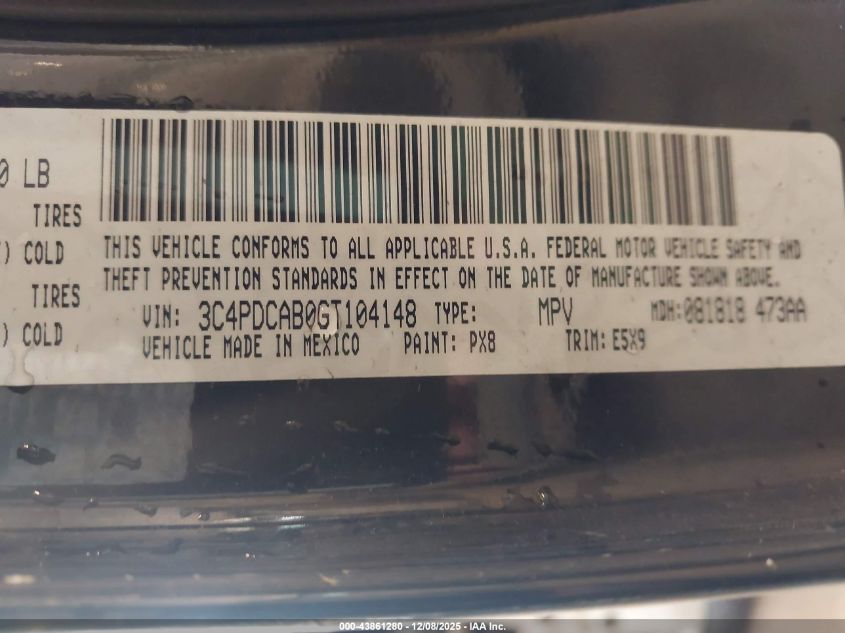 0 LB
TIRES
) COLD
TIRES
) COLD
THIS VEHICLE CONFORMS TO ALL APPLICABLE U.S.A. FEDERAL MOTOR VEHICLE SAFETY AND
THEFT PREVENTION STANDARDS IN EFFECT ON THE DATE OF MANUFACTURE SHOWN ABOVE.
VIN: 3C4PDCAB0GT104148 TYPE: MPV MDH:081818 473AA
VEHICLE MADE IN MEXICO PAINT: PX8 TRIM: E5X9
000-43861280 - 12/08/2025 - IAA Inc.